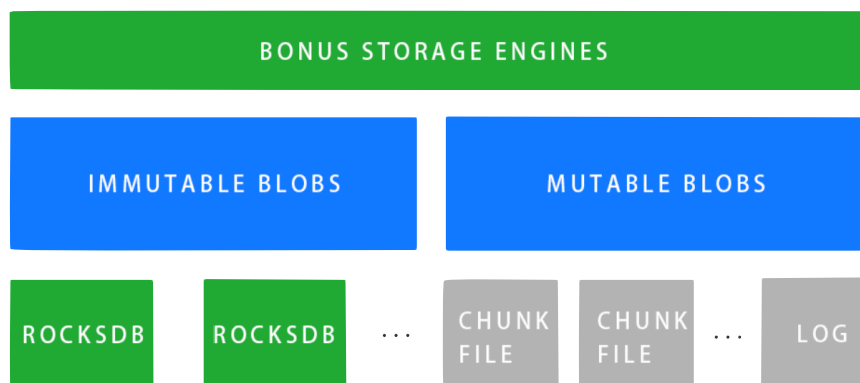 BONUS STORAGE ENGINES
IMMUTABLE BLOBS
MUTABLE BLOBS
ROCKSDB
ROCKSDB
...
CHUNK
FILE
CHUNK
FILE
...
LOG